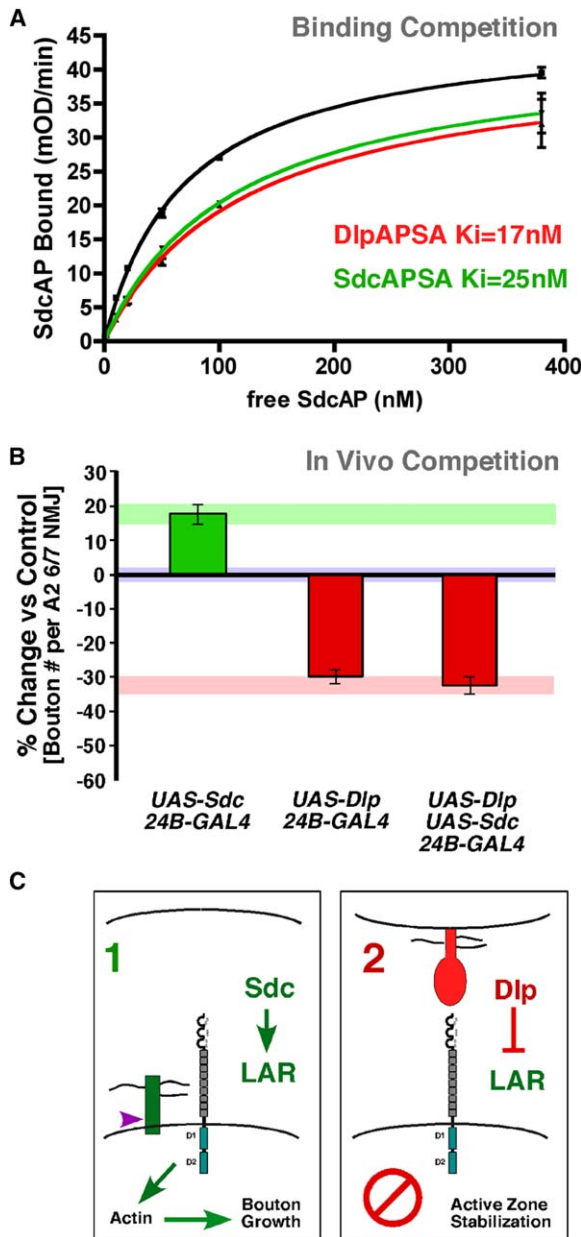 A
Binding Competition
SdcAP Bound (mOD/min)
45
40
35
30
25
20
15
10
5
0
DlpAPSA Ki=17nM
SdcAPSA Ki=25nM
0 100 200 300 400
free SdcAP (nM)
B
In Vivo Competition
% Change vs Control
[Bouton # per A2 6/7 NMJ]
30
20
10
0
-10
-20
-30
-40
-50
-60
UAS-Sdc
24B-GAL4
UAS-Dlp
24B-GAL4
UAS-Dlp
UAS-Sdc
24B-GAL4
C
1
Sdc
LAR
D1
D2
Actin
Bouton
Growth
2
Dlp
LAR
D1
D2
Active Zone
Stabilization